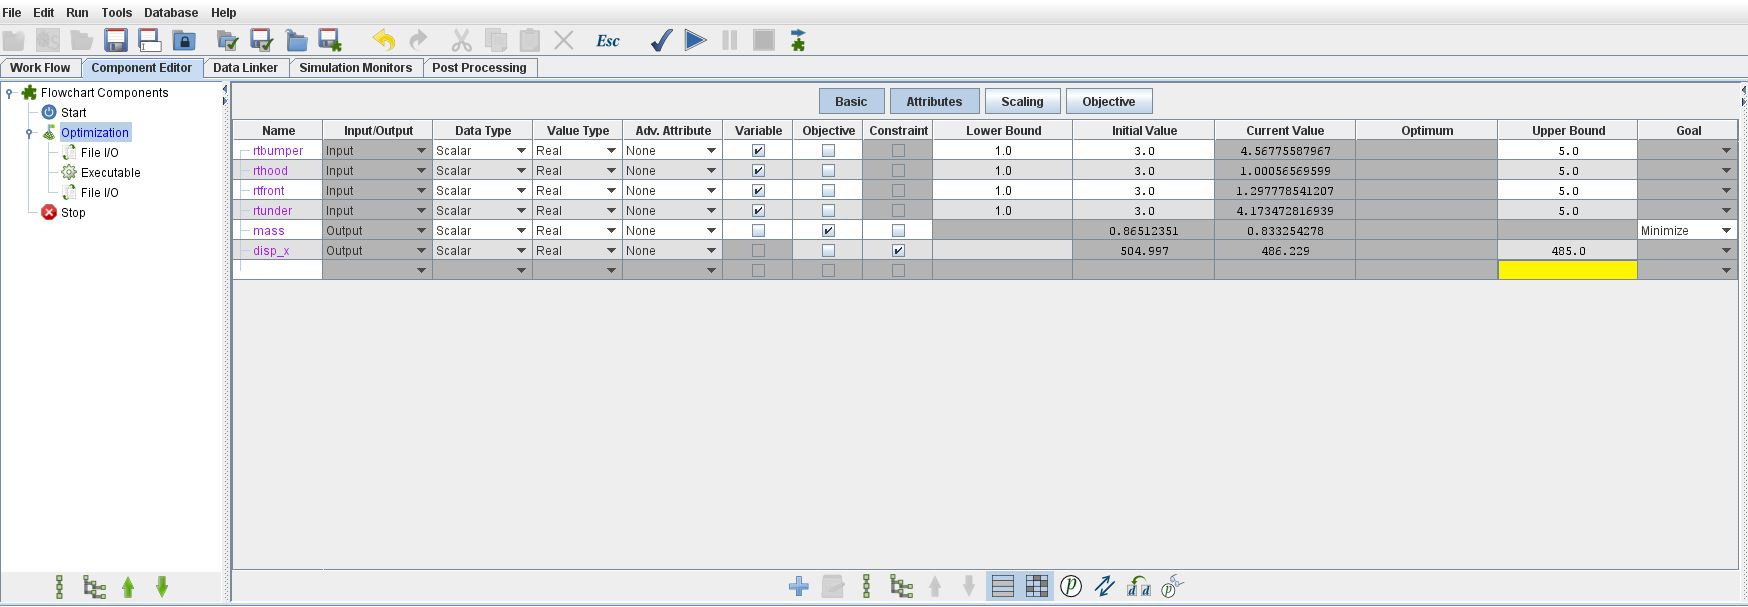 File Edit Run Tools Database Help
Esc
Work Flow Component Editor Data Linker Simulation Monitors Post Processing
Flowchart Components
Start
Optimization
File I/O
Executable
File I/O
Stop
Basic Attributes Scaling Objective
Name Input/Output Data Type Value Type Adv. Attribute Variable Objective Constraint Lower Bound Initial Value Current Value Optimum Upper Bound Goal
rtbumper Input Scalar Real None 1.0 3.0 4.56775587967 5.0
rthood Input Scalar Real None 1.0 3.0 1.00056569599 5.0
rtfront Input Scalar Real None 1.0 3.0 1.297778541207 5.0
rtunder Input Scalar Real None 1.0 3.0 4.173472816939 5.0
mass Output Scalar Real None 0.86512351 0.833254278 Minimize
disp_x Output Scalar Real None 504.997 486.229 485.0
p d d p